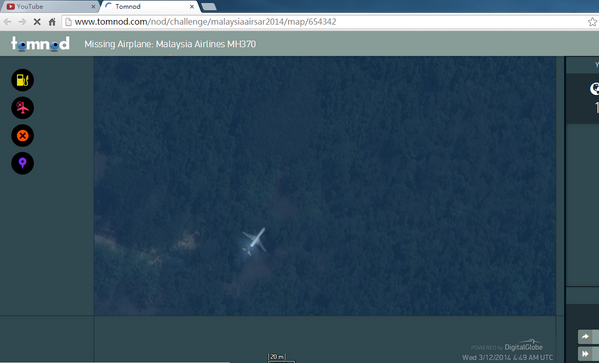 YouTube
Tomnod
www.tomnod.com/nod/challenge/malaysiaairsar2014/map/654342
tomnod Missing Airplane: Malaysia Airlines MH370
Y
1
POWERED by DigitalGlobe
Wed 3/12/2014 4:49 AM UTC
20 m